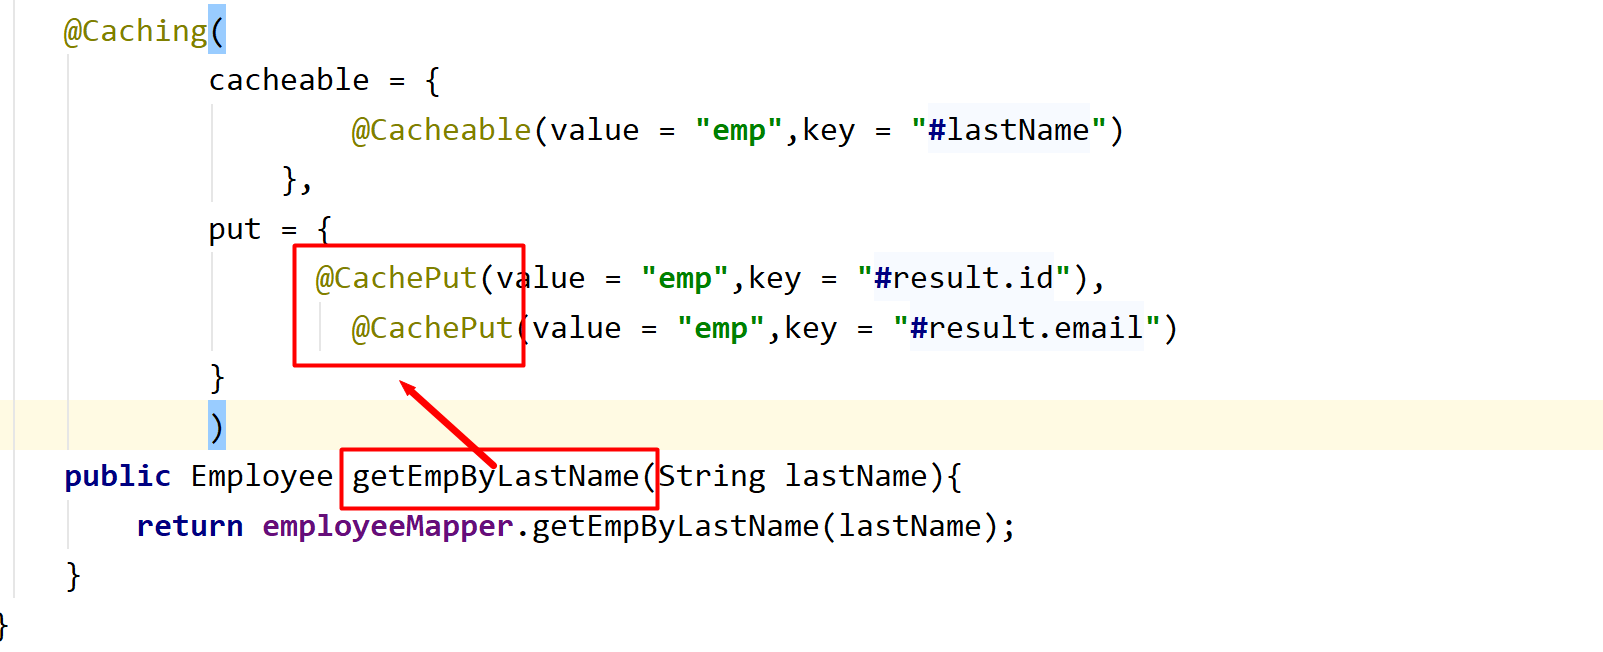 @Caching(
cacheable = {
@Cacheable(value = "emp",key = "#lastName")
},
put = {
@CachePut(value = "emp",key = "#result.id"),
@CachePut(value = "emp",key = "#result.email")
}
)
public Employee getEmpByLastName(String lastName){
return employeeMapper.getEmpByLastName(lastName);
}
}